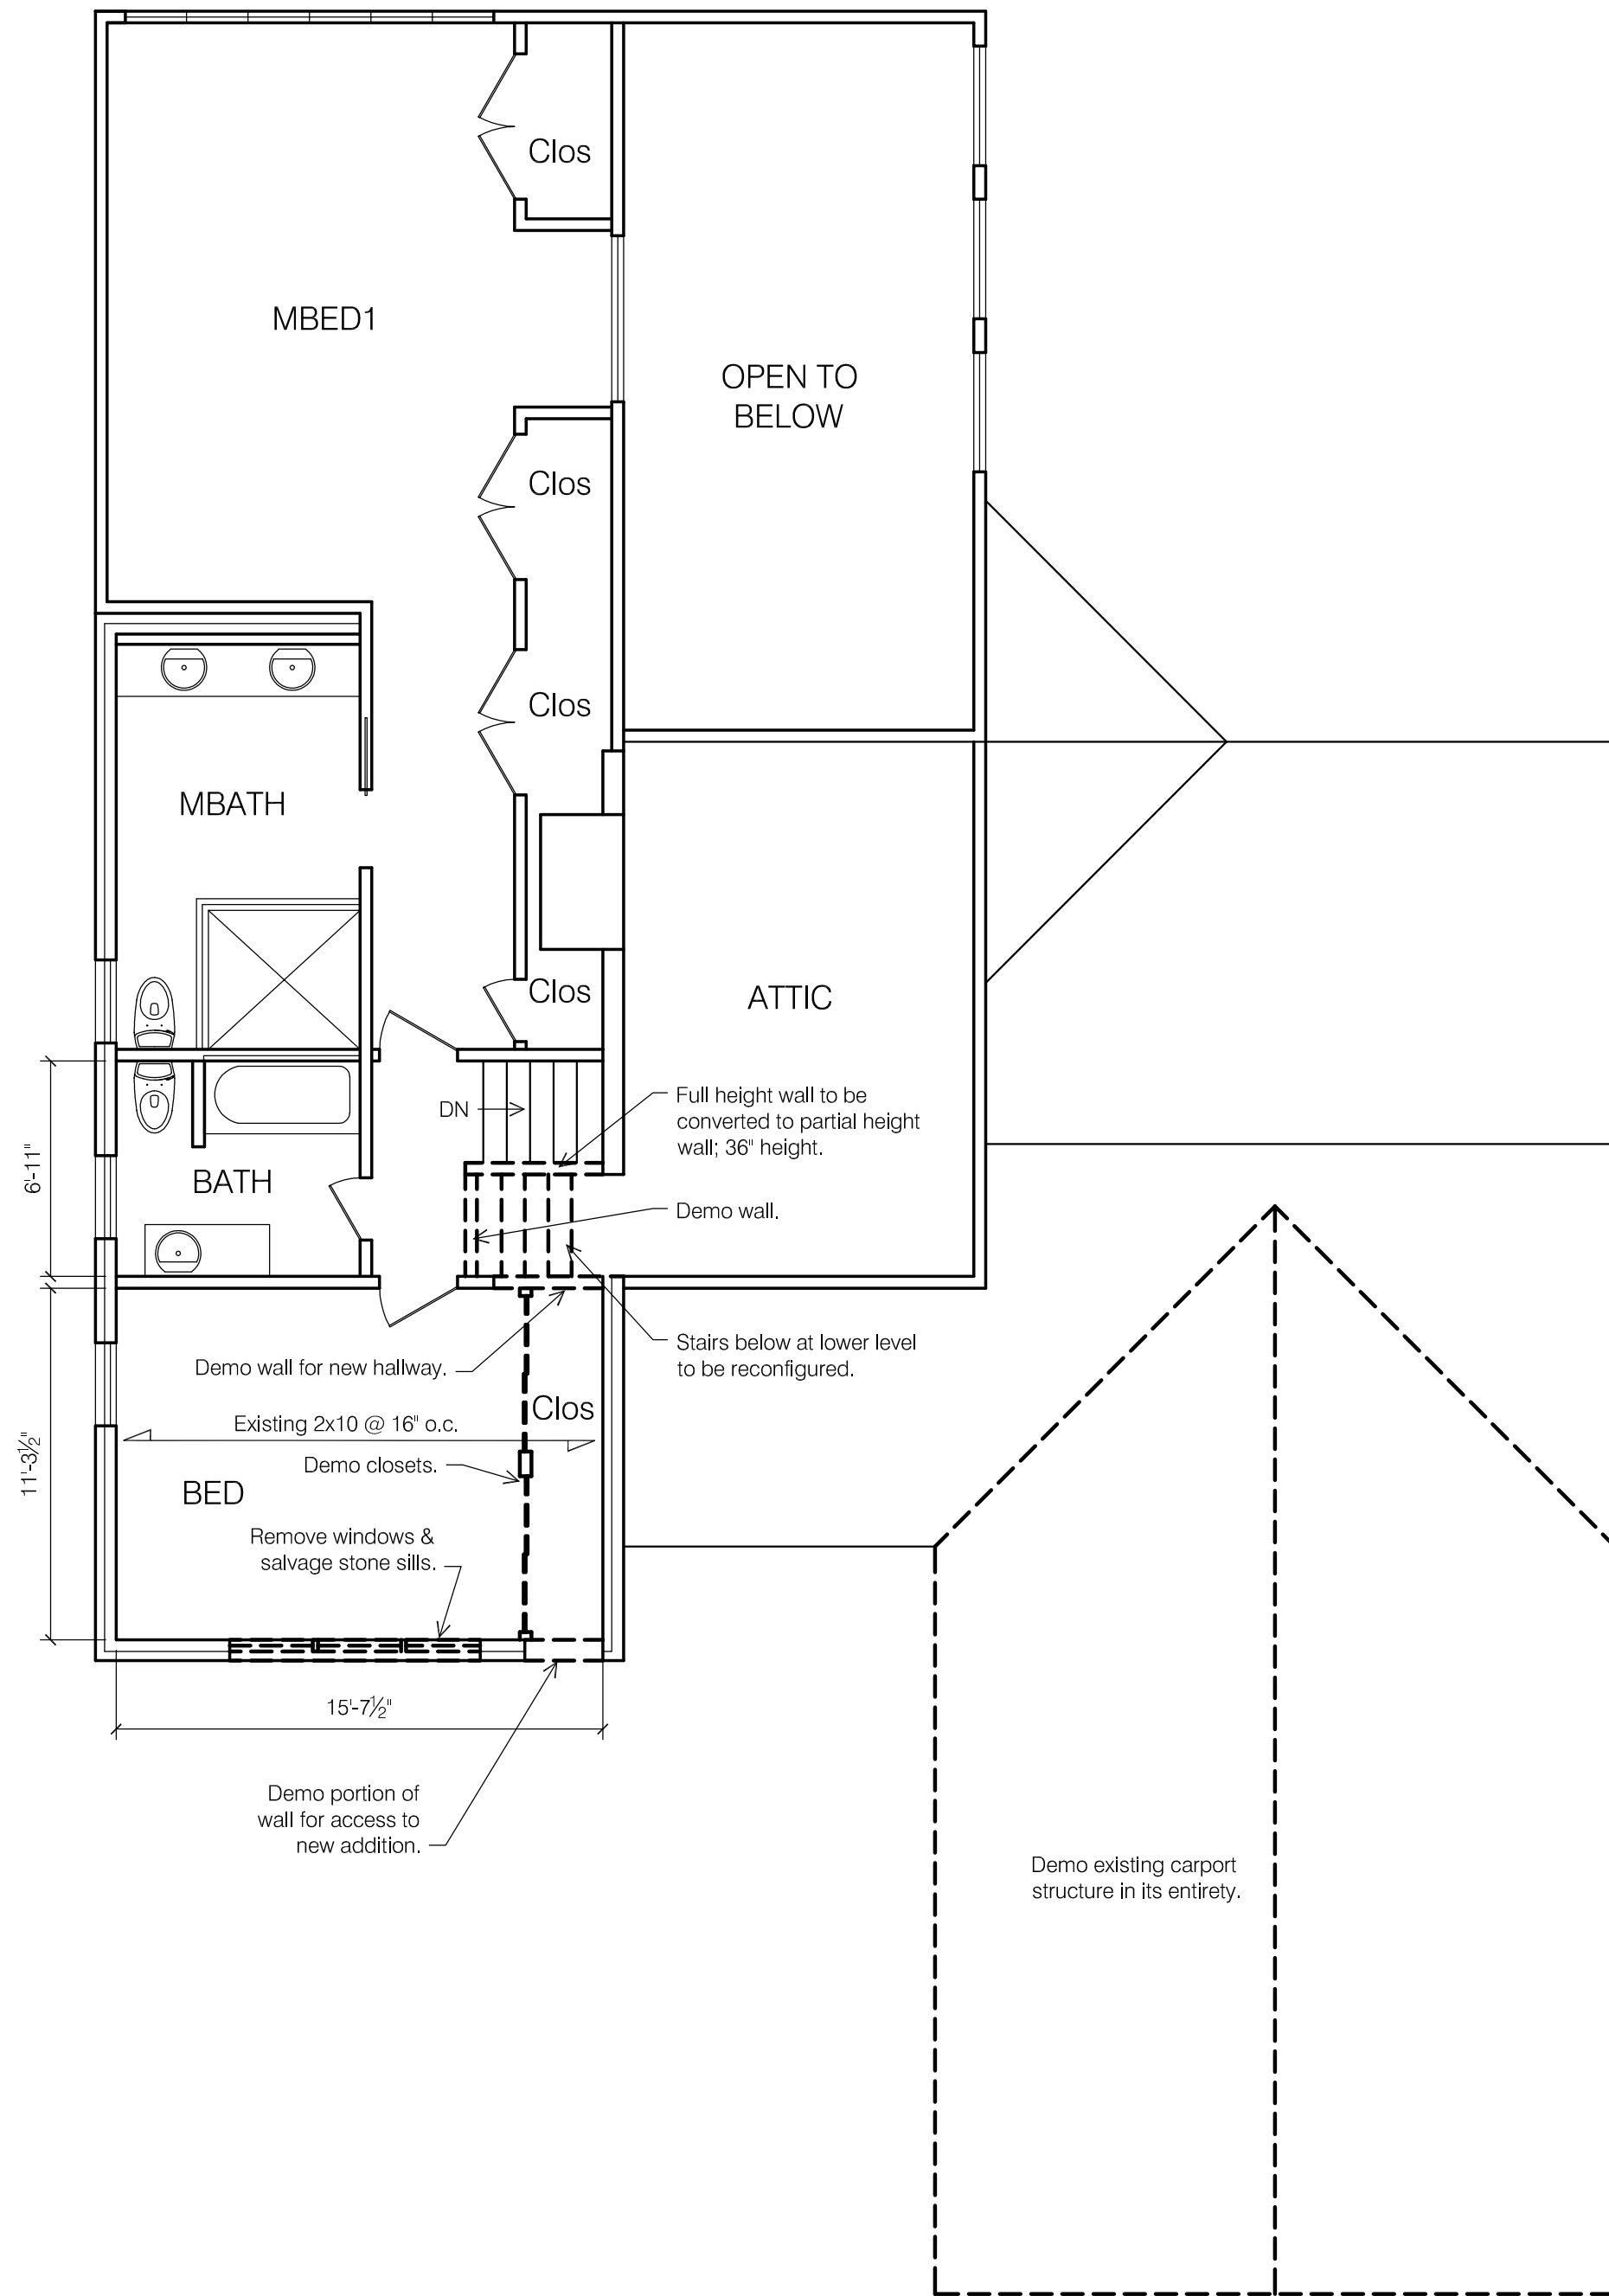 Clos
MBED1
OPEN TO
BELOW
Clos
Clos
MBATH
Clos
ATTIC
Full height wall to be
converted to partial height
wall; 36" height.
DN
6'-11"
BATH
Demo wall.
Stairs below at lower level
to be reconfigured.
Demo wall for new hallway.
Clos
Existing 2x10 @ 16" o.c.
11'-3½"
Demo closets.
BED
Remove windows &
salvage stone sills.
15'-7½"
Demo portion of
wall for access to
new addition.
Demo existing carport
structure in its entirety.